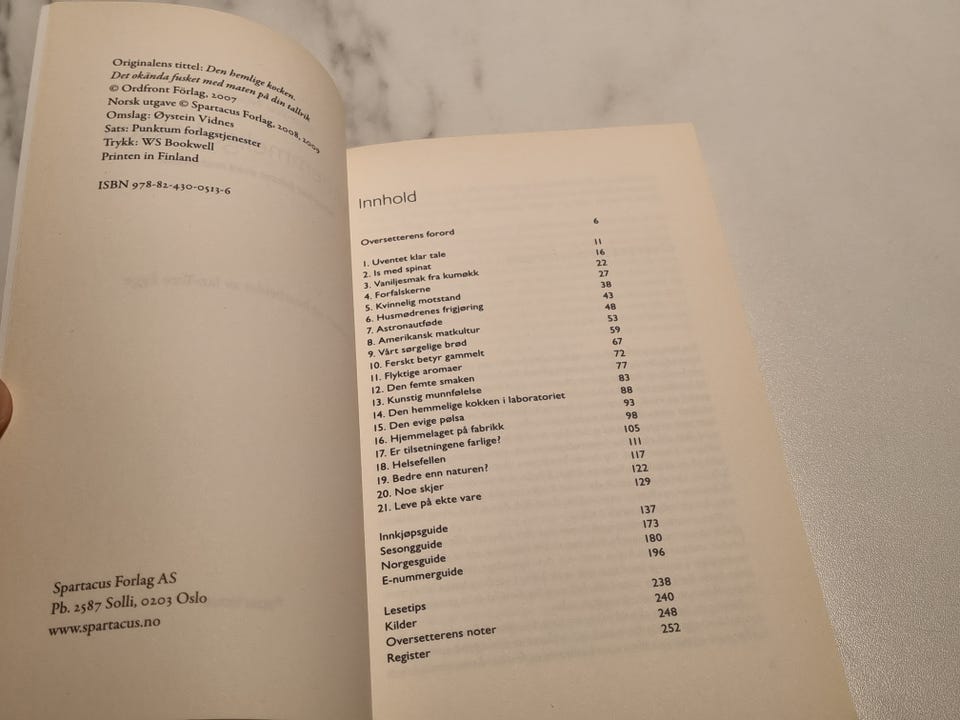 Originalens tittel: Den hemlige kocken.
Det okända fusket med maten på din tallrik
© Ordfront Förlag, 2007
Norsk utgave © Spartacus Forlag, 2008, 2009
Omslag: Øystein Vidnes
Sats: Punktum forlagstjenester
Trykk: WS Bookwell
Printen in Finland
ISBN 978-82-430-0513-6
Spartacus Forlag AS
Pb. 2587 Solli, 0203 Oslo
www.spartacus.no
Innhold
Oversetterens forord 6
1. Uventet klar tale 11
2. Is med spinat 16
3. Vaniljesmak fra kumøkk 22
4. Forfalskerne 27
5. Kvinnelig motstand 38
6. Husmødrenes frigjøring 43
7. Astronautføde 48
8. Amerikansk matkultur 53
9. Vårt sørgelige brød 59
10. Ferskt betyr gammelt 67
11. Flyktige aromaer 72
12. Den femte smaken 77
13. Kunstig munnfølelse 83
14. Den hemmelige kokken i laboratoriet 88
15. Den evige pølsa 93
16. Hjemmelaget på fabrikk 98
17. Er tilsetningene farlige? 105
18. Helsefellen 111
19. Bedre enn naturen? 117
20. Noe skjer 122
21. Leve på ekte vare 129
Innkjøpsguide 137
Sesongguide 173
Norgesguide 180
E-nummerguide 196
Lesetips 238
Kilder 240
Oversetterens noter 248
Register 252